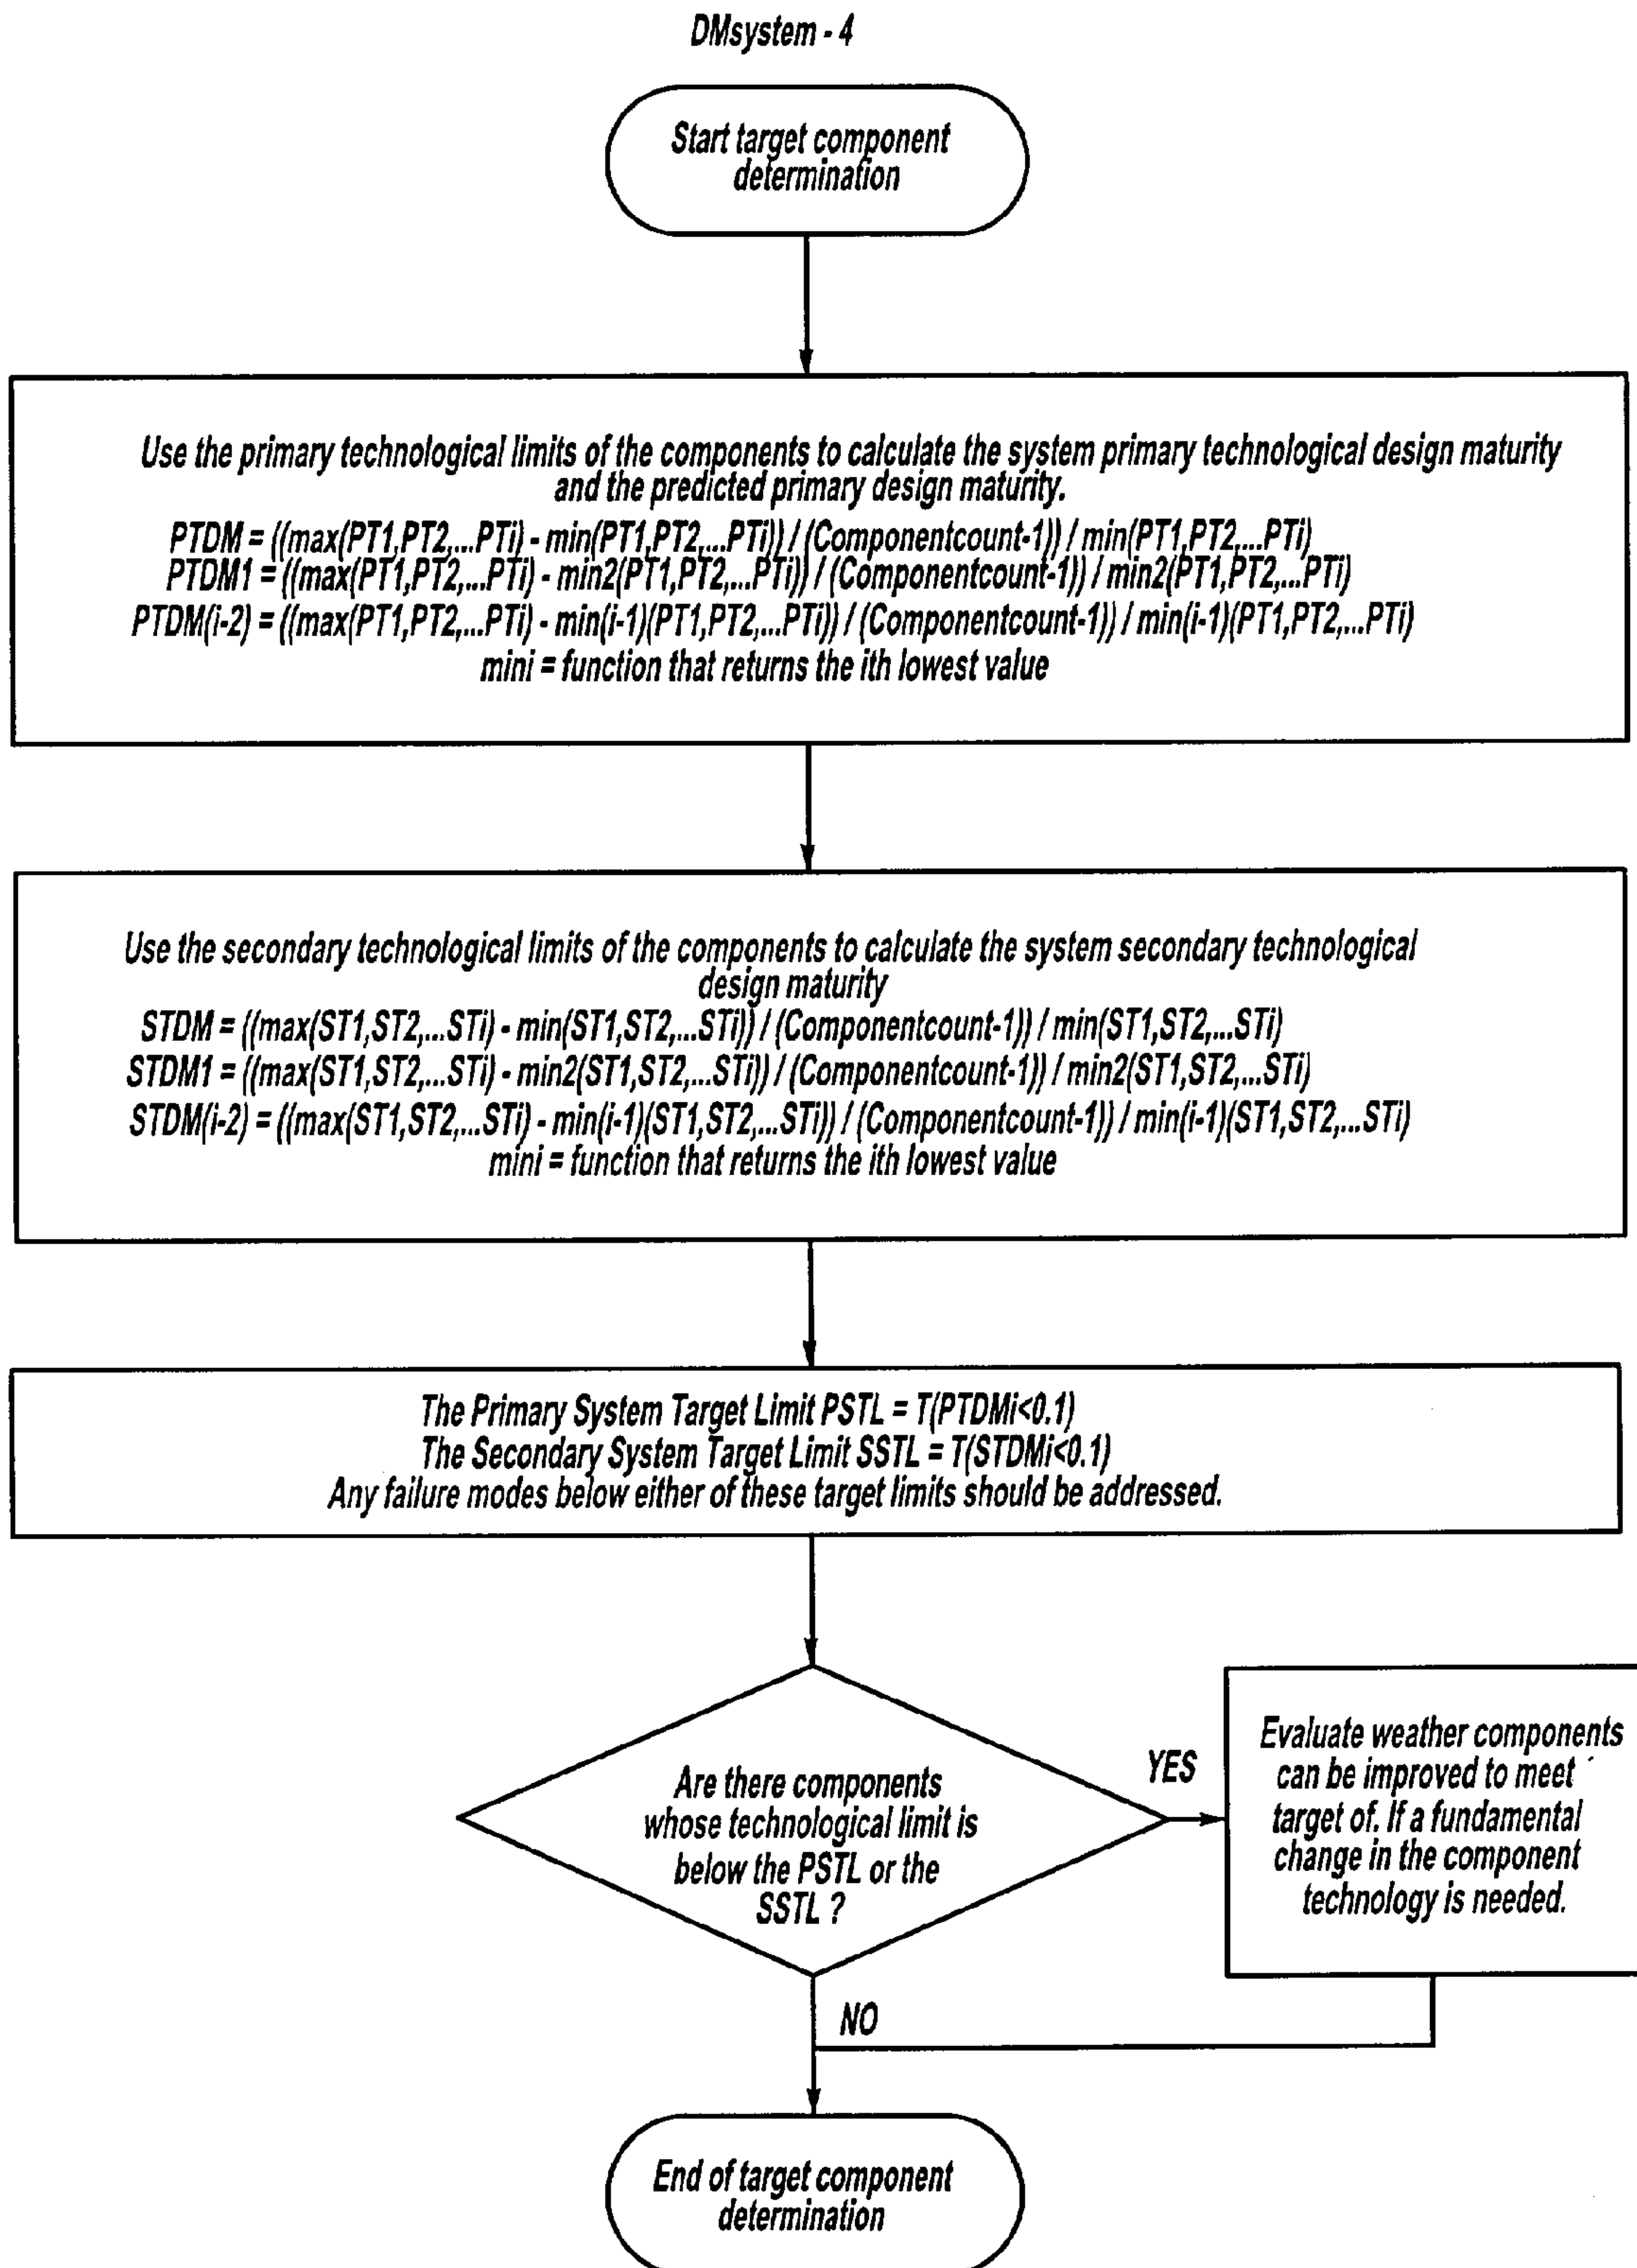 DMsystem - 4
Start target component
determination
Use the primary technological limits of the components to calculate the system primary technological design maturity
and the predicted primary design maturity.
PTDM = ((max(PT1,PT2,...PTi) - min(PT1,PT2,...PTi)) / (Componentcount-1)) / min(PT1,PT2,...PTi)
PTDM1 = ((max(PT1,PT2,...PTi) - min2(PT1,PT2,...PTi)) / (Componentcount-1)) / min2(PT1,PT2,...PTi)
PTDM(i-2) = ((max(PT1,PT2,...PTi) - min(i-1)(PT1,PT2,...PTi)) / (Componentcount-1)) / min(i-1)(PT1,PT2,...PTi)
mini = function that returns the ith lowest value
Use the secondary technological limits of the components to calculate the system secondary technological
design maturity
STDM = ((max(ST1,ST2,...STi) - min(ST1,ST2,...STi)) / (Componentcount-1)) / min(ST1,ST2,...STi)
STDM1 = ((max(ST1,ST2,...STi) - min2(ST1,ST2,...STi)) / (Componentcount-1)) / min2(ST1,ST2,...STi)
STDM(i-2) = ((max(ST1,ST2,...STi) - min(i-1)(ST1,ST2,...STi)) / (Componentcount-1)) / min(i-1)(ST1,ST2,...STi)
mini = function that returns the ith lowest value
The Primary System Target Limit PSTL = T(PTDMi<0.1)
The Secondary System Target Limit SSTL = T(STDMi<0.1)
Any failure modes below either of these target limits should be addressed.
Are there components
whose technological limit is
below the PSTL or the
SSTL ?
YES
Evaluate weather components
can be improved to meet
target of. If a fundamental
change in the component
technology is needed.
NO
End of target component
determination